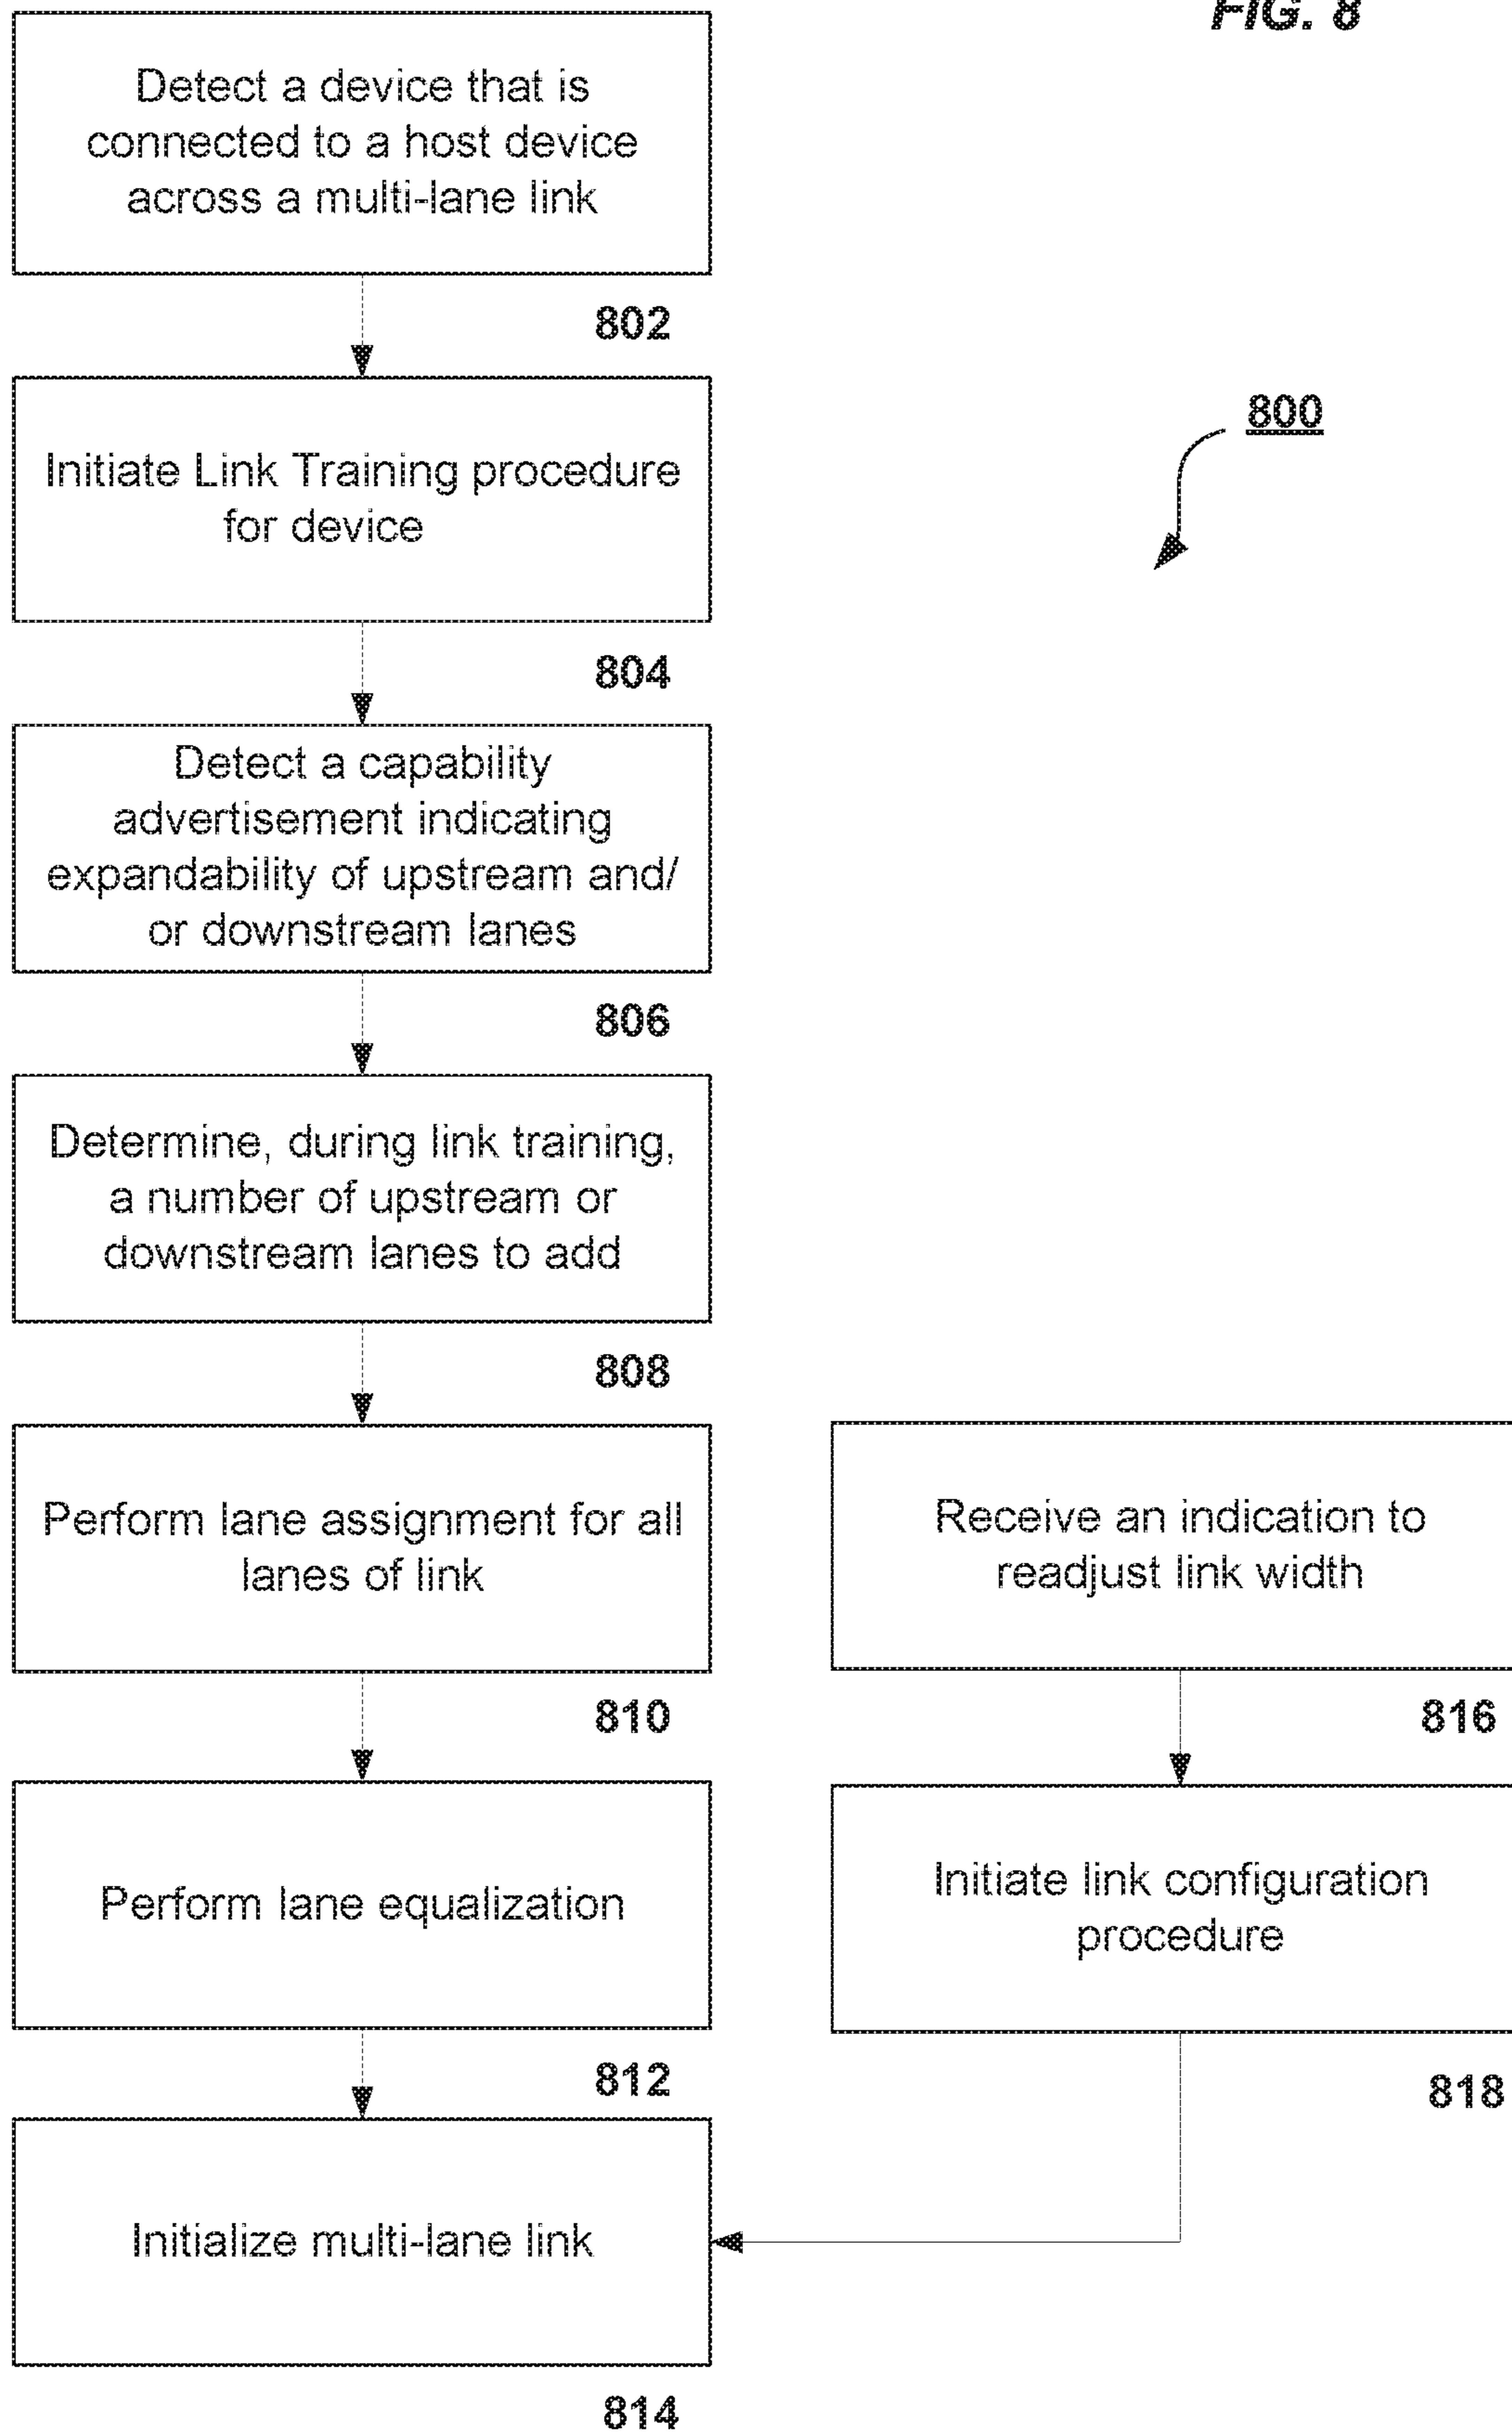 FIG. 8
Detect a device that is
connected to a host device
across a multi-lane link
802
800
Initiate Link Training procedure
for device
804
Detect a capability
advertisement indicating
expandability of upstream and/
or downstream lanes
806
Determine, during link training,
a number of upstream or
downstream lanes to add
808
Perform lane assignment for all
lanes of link
810
Perform lane equalization
812
Initialize multi-lane link
814
Receive an indication to
readjust link width
816
Initiate link configuration
procedure
818